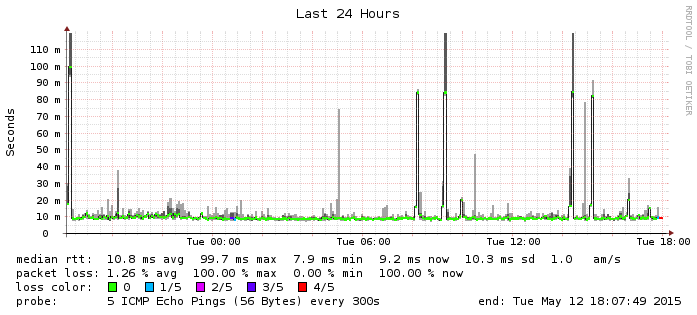 Last 24 Hours
RRDTOOL / TOBI OETIKER
Seconds
110 m
100 m
90 m
80 m
70 m
60 m
50 m
40 m
30 m
20 m
10 m
0
Tue 00:00 Tue 06:00 Tue 12:00 Tue 18:00
median rtt: 10.8 ms avg 99.7 ms max 7.9 ms min 9.2 ms now 10.3 ms sd 1.0 am/s
packet loss: 1.26 % avg 100.00 % max 0.00 % min 100.00 % now
loss color: 0 1/5 2/5 3/5 4/5
probe: 5 ICMP Echo Pings (56 Bytes) every 300s end: Tue May 12 18:07:49 2015